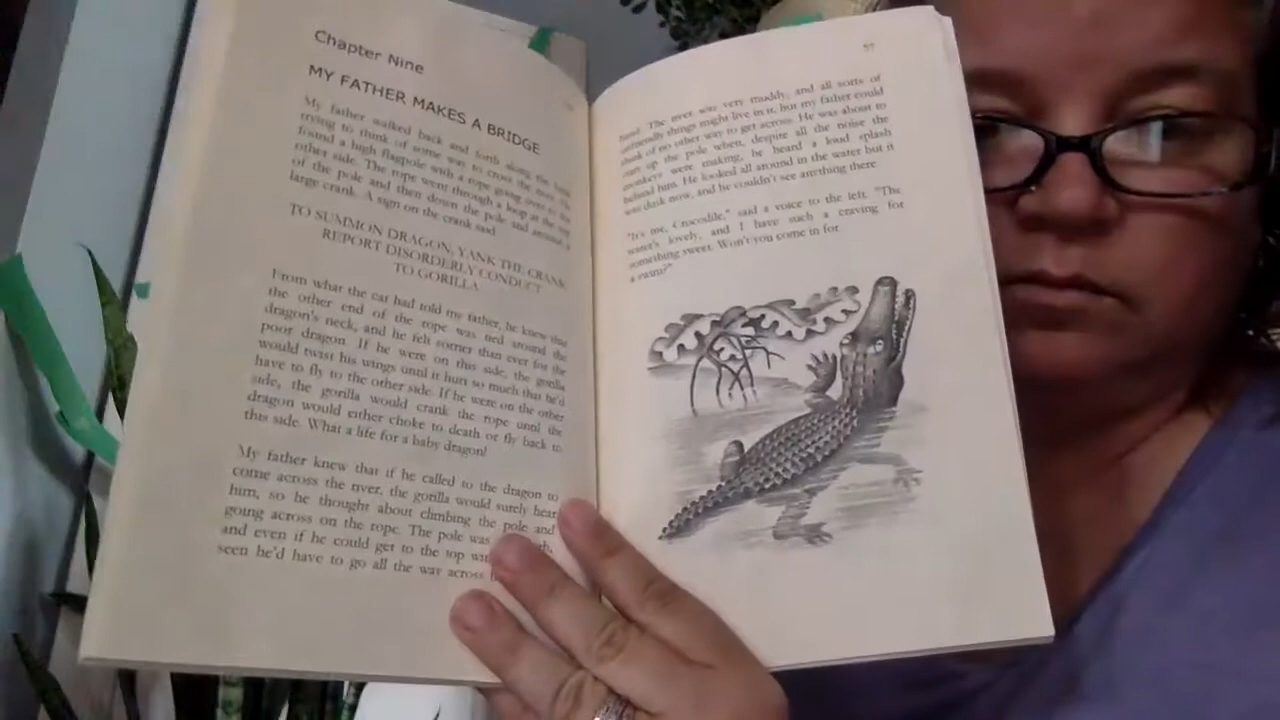 Chapter Nine
MY FATHER MAKES A BRIDGE
My father walked back and forth along the bank
trying to think of some way to cross the river. He
found a high flagpole with a rope going over to the
other side. The rope went through a loop at the top
of the pole and then down the pole and around a
large crank. A sign on the crank said
TO SUMMON DRAGON, YANK THE CRANK
REPORT DISORDERLY CONDUCT
TO GORILLA
From what the cat had told my father, he knew that
the other end of the rope was tied around the
dragon's neck, and he felt sorrier than ever for the
poor dragon. If he were on this side, the gorilla
would twist his wings until it hurt so much that he'd
have to fly to the other side. If he were on the other
side, the gorilla would crank the rope until the
dragon would either choke to death or fly back to
this side. What a life for a baby dragon!
My father knew that if he called to the dragon to
come across the river, the gorilla would surely hear
him, so he thought about climbing the pole and
going across on the rope. The pole was
and even if he could get to the top
seen he'd have to go all the way across
hand. The river was very muddy, and all sorts of
unfriendly things might live in it, but my father could
think of no other way to get across. He was about to
start up the pole when, despite all the noise the
monkeys were making, he heard a loud splash
behind him. He looked all around in the water but it
was dusk now, and he couldn't see anything there
"It's me, Crocodile," said a voice to the left. "The
water's lovely, and I have such a craving for
something sweet. Won't you come in for
a swim?"